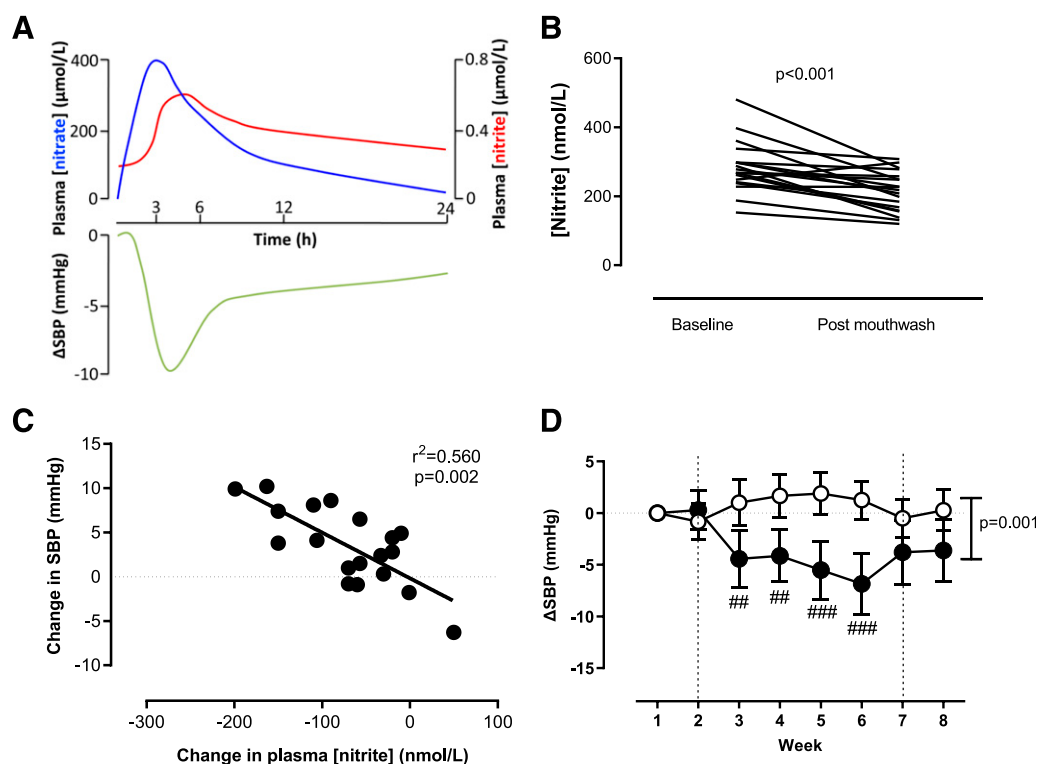 A
Plasma [nitrate] (μmol/L)
400
200
0
0.8
0.4
0
Plasma [nitrite] (μmol/L)
3
6
12
24
Time (h)
ΔSBP (mmHg)
0
-5
-10
B
[Nitrite] (nmol/L)
600
400
200
0
p<0.001
Baseline
Post mouthwash
C
Change in SBP (mmHg)
15
10
5
0
-5
-10
r²=0.560
p=0.002
-300
-200
-100
0
100
Change in plasma [nitrite] (nmol/L)
D
ΔSBP (mmHg)
5
0
-5
-10
-15
p=0.001
##
##
###
###
1
2
3
4
5
6
7
8
Week